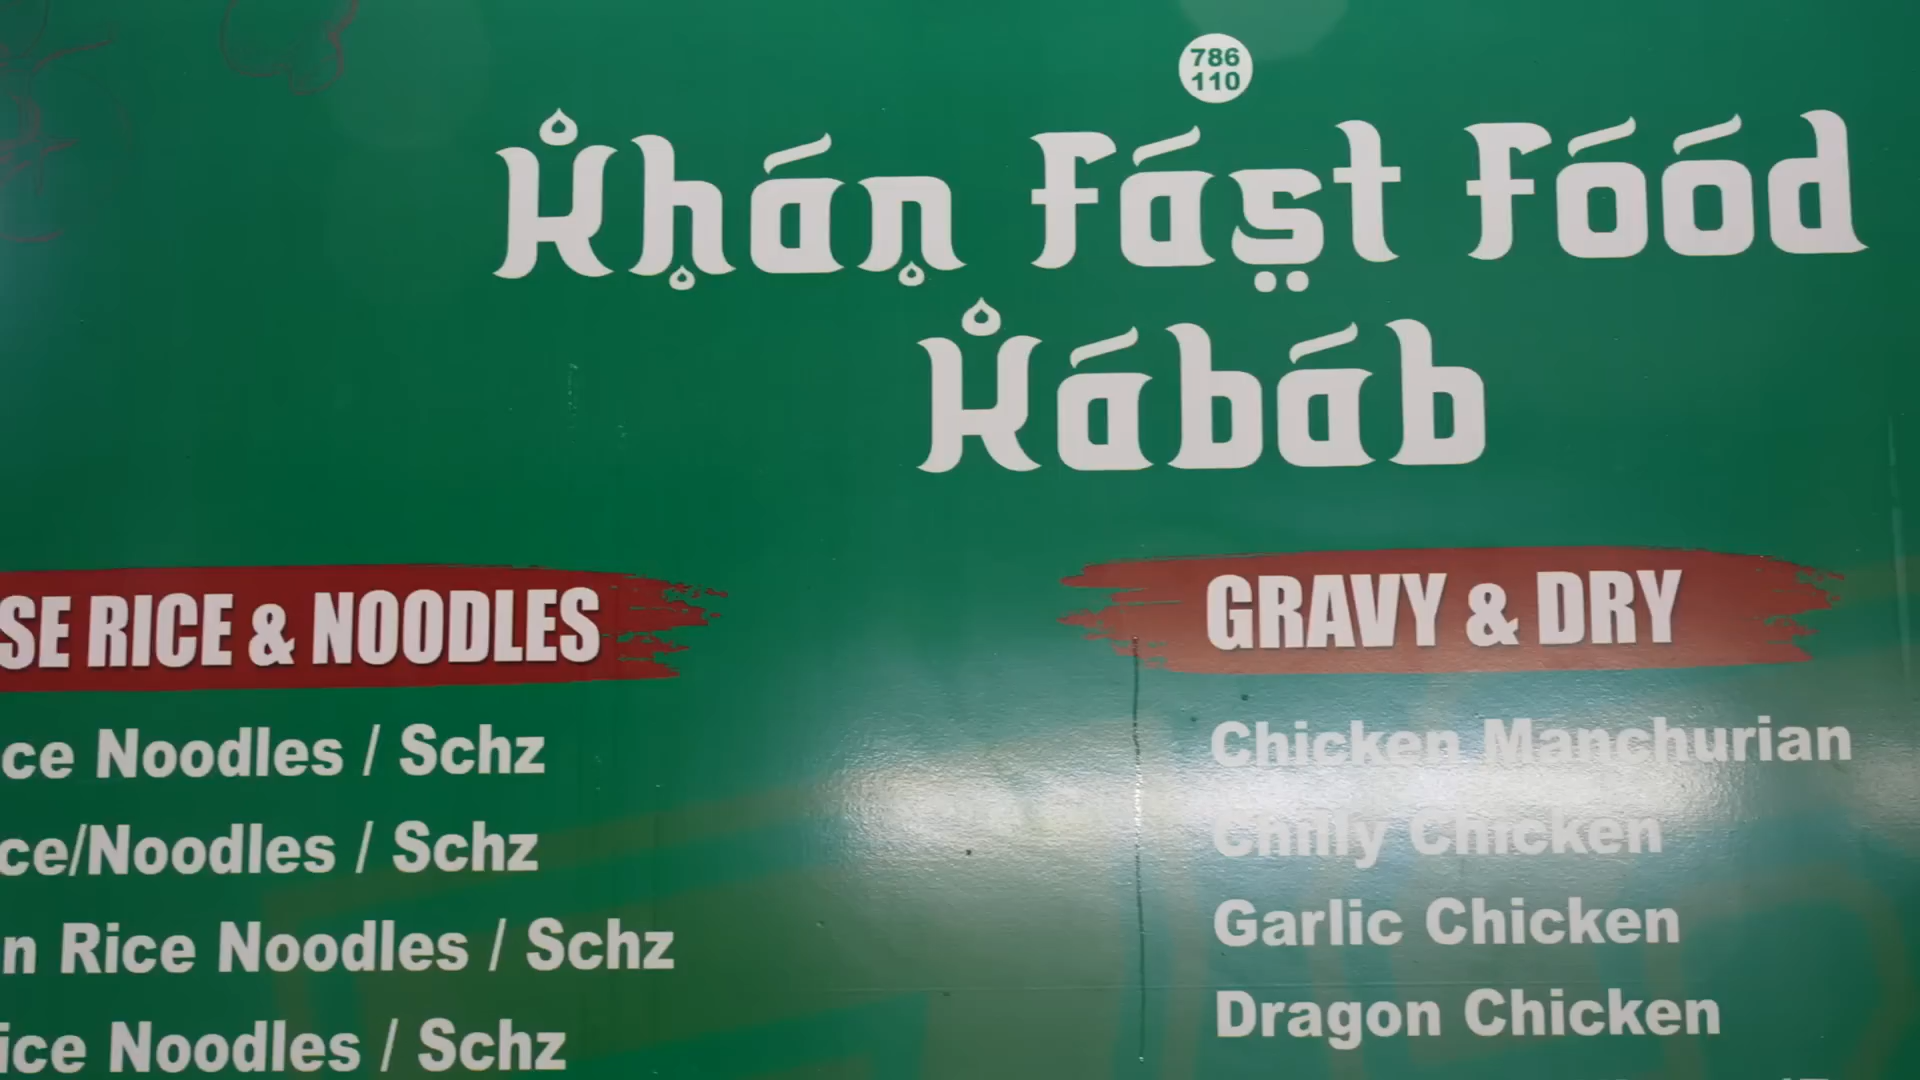 786
110
Khan Fast Food
Kabab
SE RICE & NOODLES
ce Noodles / Schz
ce/Noodles / Schz
n Rice Noodles / Schz
ice Noodles / Schz
GRAVY & DRY
Chicken Manchurian
Chilly Chicken
Garlic Chicken
Dragon Chicken